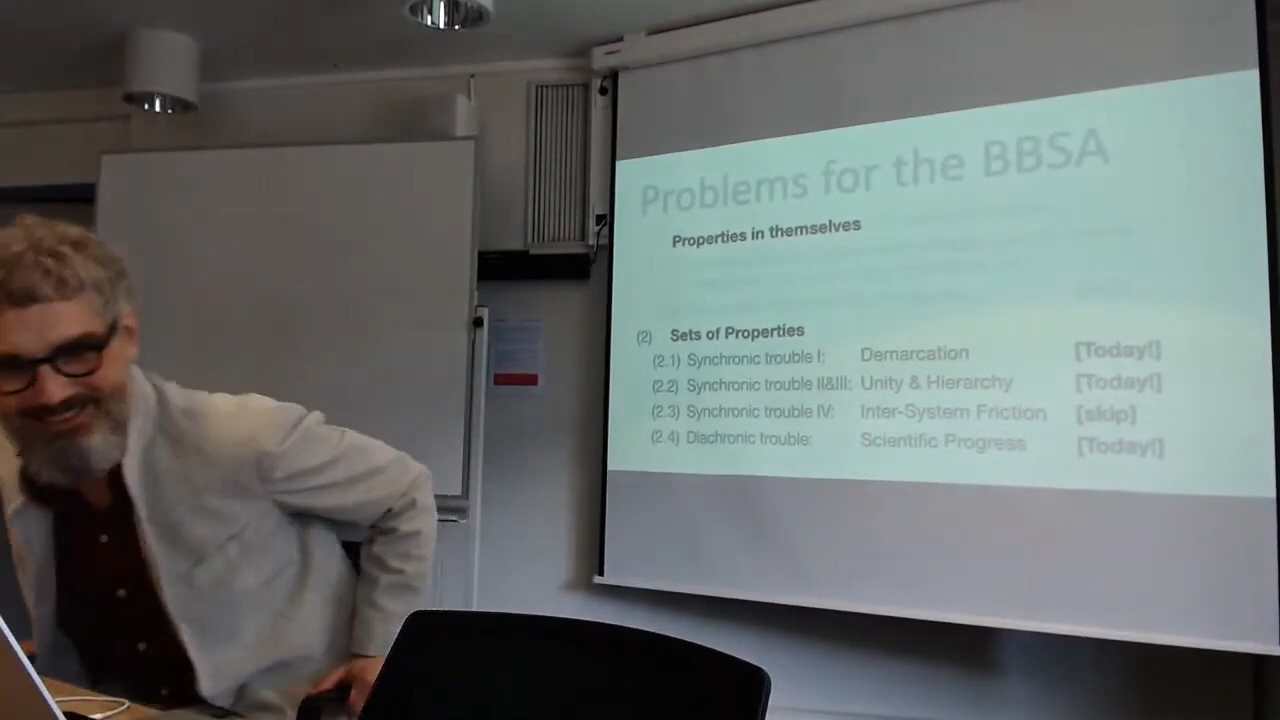 Problems for the BBSA
Properties in themselves
(2) Sets of Properties
(2.1) Synchronic trouble I: Demarcation [Today!]
(2.2) Synchronic trouble II&III: Unity & Hierarchy [Today!]
(2.3) Synchronic trouble IV: Inter-System Friction [skip]
(2.4) Diachronic trouble: Scientific Progress [Today!]